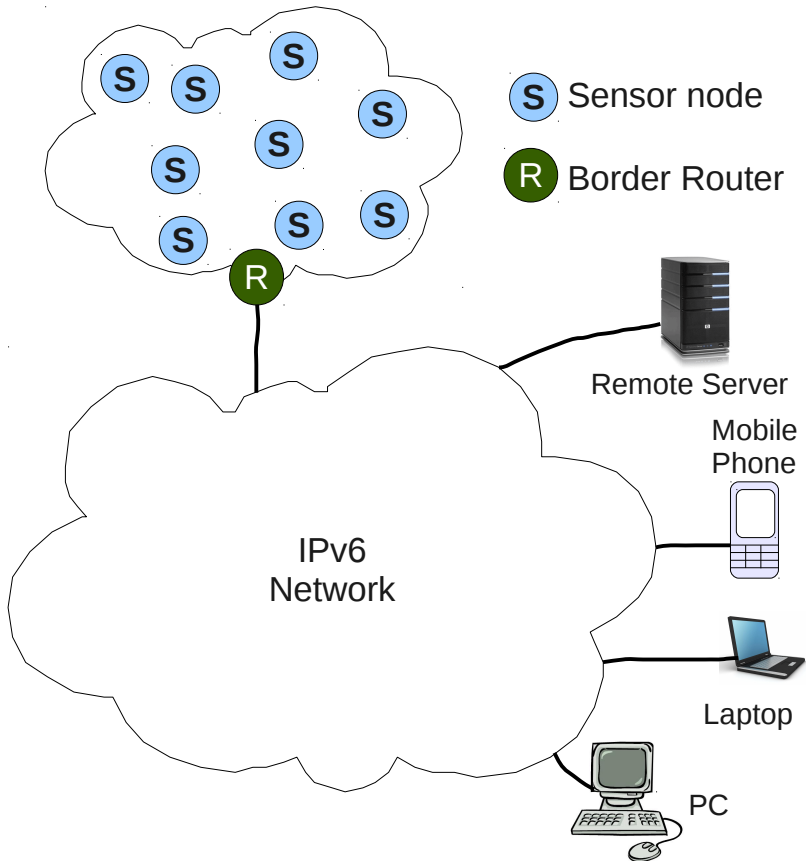 S
S
S
S
S
S
S
S
S
R
S Sensor node
R Border Router
Remote Server
Mobile
Phone
IPv6
Network
Laptop
PC